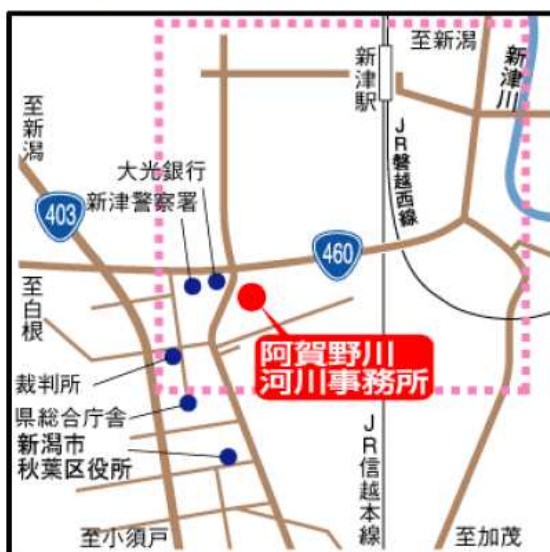 至新潟
新津川
新津駅
至新潟
JR磐越西線
大光銀行
新津警察署
403
460
至白根
阿賀野川
河川事務所
裁判所
県総合庁舎
新潟市
秋葉区役所
JR信越本線
至小須戸
至加茂